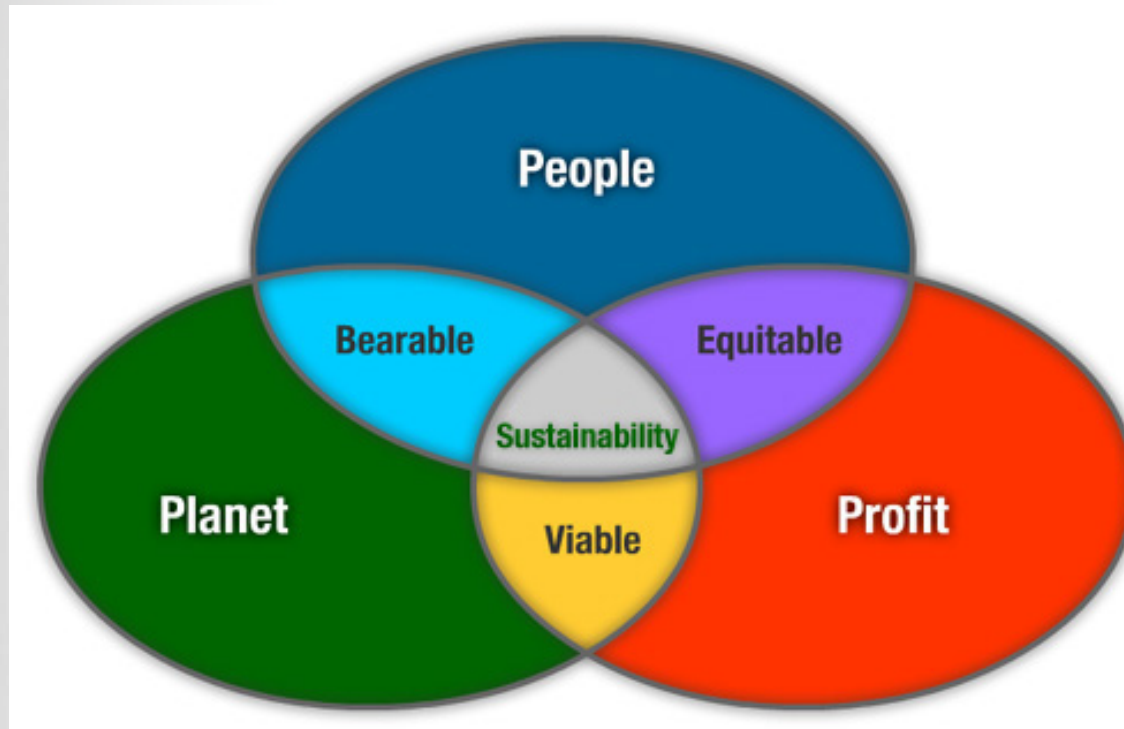 People
Bearable
Equitable
Sustainability
Planet
Profit
Viable